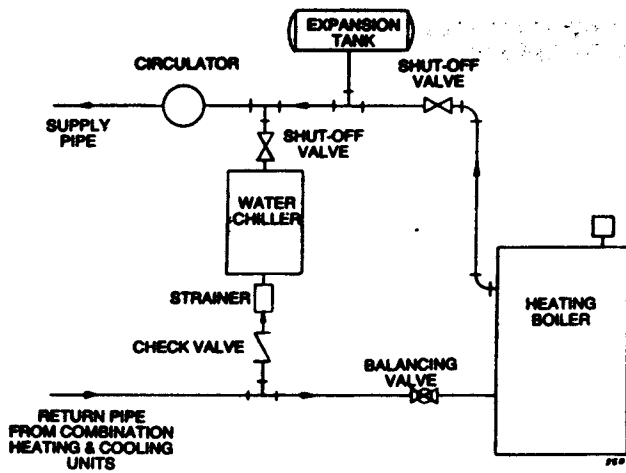 EXPANSION
TANK
CIRCULATOR
SHUT-OFF
VALVE
SUPPLY
PIPE
SHUT-OFF
VALVE
WATER
CHILLER
STRAINER
HEATING
BOILER
CHECK VALVE
BALANCING
VALVE
RETURN PIPE
FROM COMBINATION
HEATING & COOLING
UNITS